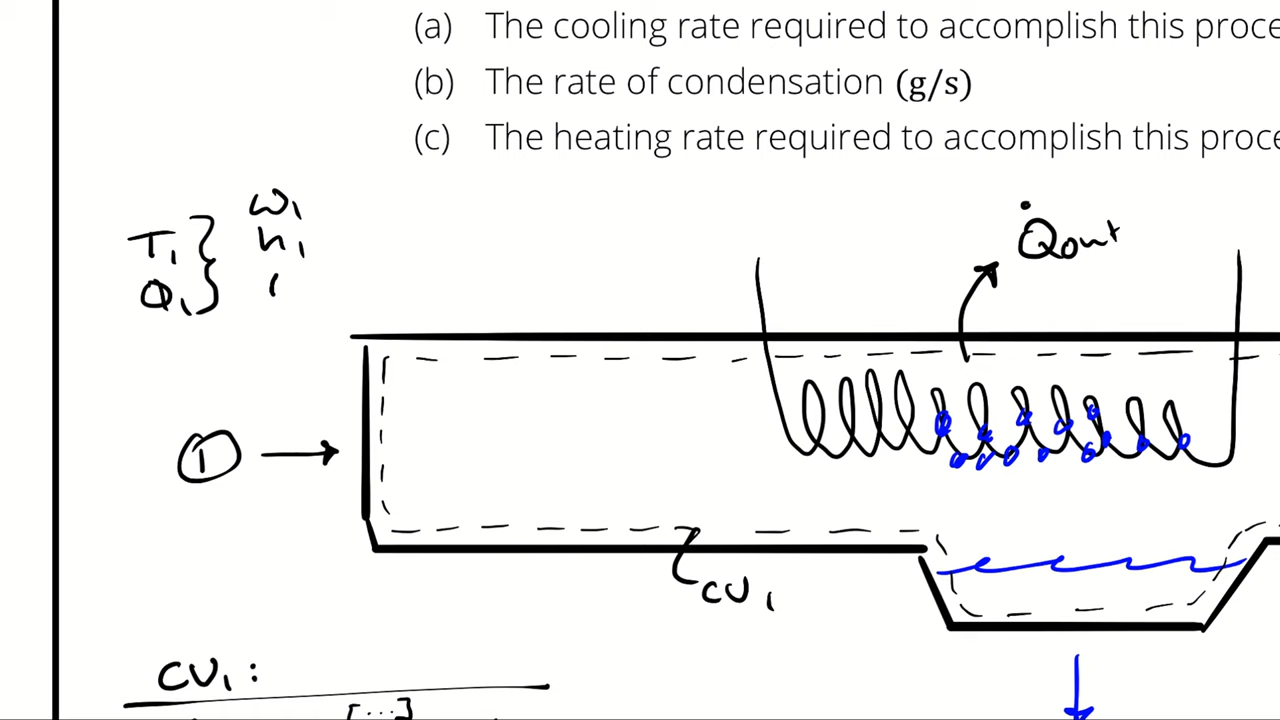 (a) The cooling rate required to accomplish this proce
(b) The rate of condensation (g/s)
(c) The heating rate required to accomplish this proce
ω₁
T₁ } h₁
Φ₁
Q̇out
1
CV₁
CV₁:
[...]